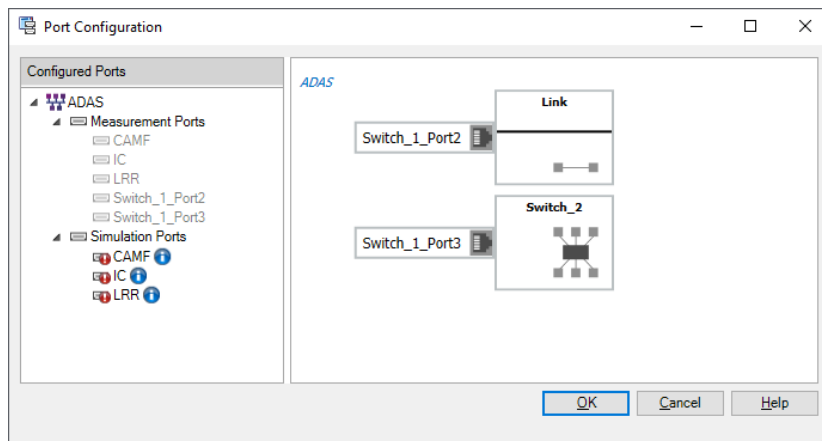 Port Configuration
Configured Ports
ADAS
Measurement Ports
CAMF
IC
LRR
Switch_1_Port2
Switch_1_Port3
Simulation Ports
CAMF
IC
LRR
ADAS
Link
Switch_1_Port2
Switch_2
Switch_1_Port3
OK
Cancel
Help